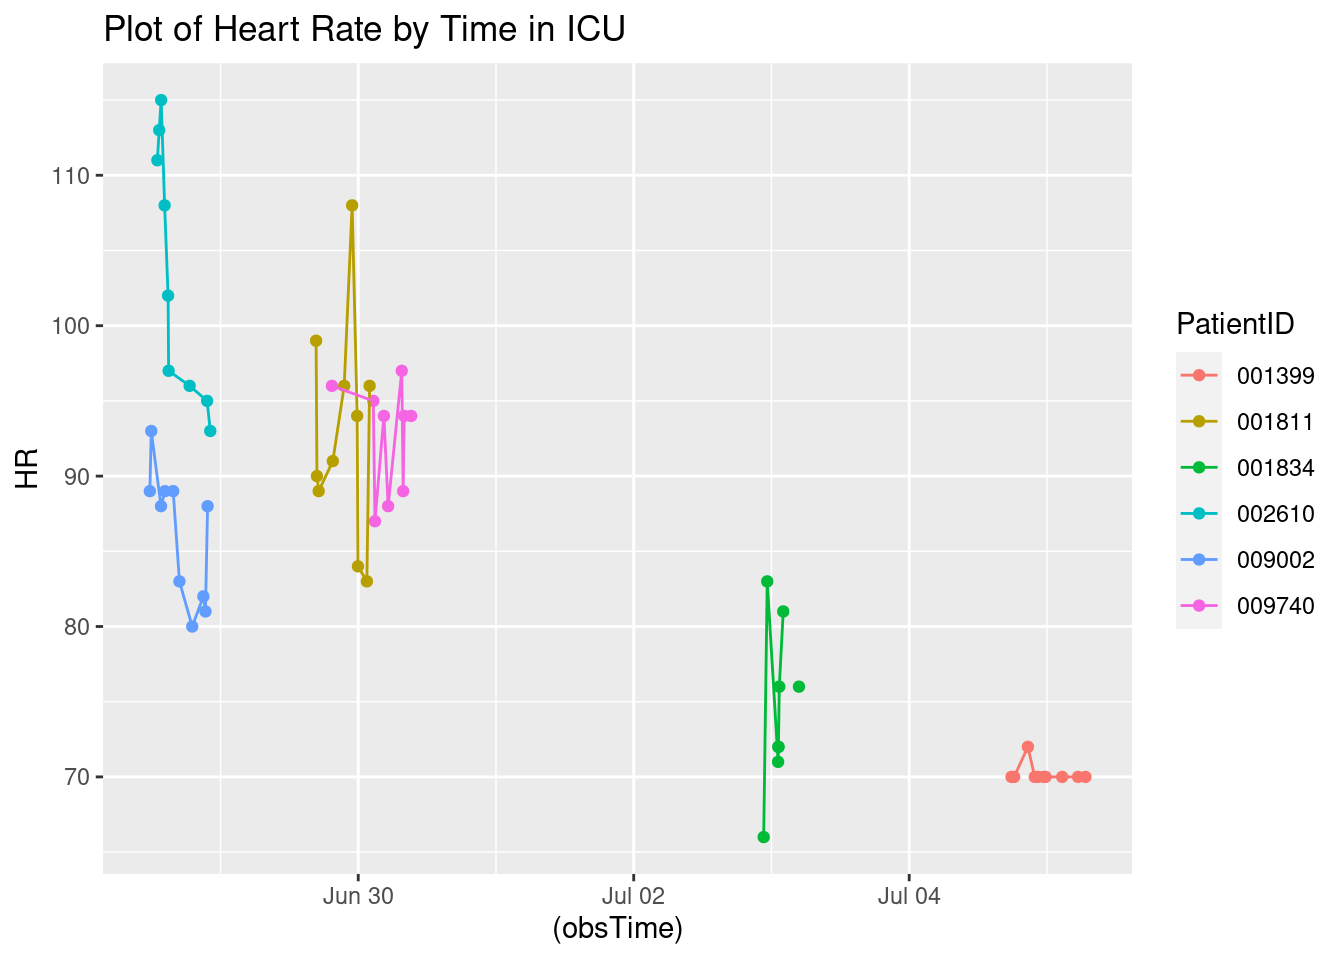 Plot of Heart Rate by Time in ICU
HR
110
100
90
80
70
Jun 30
Jul 02
Jul 04
(obsTime)
PatientID
001399
001811
001834
002610
009002
009740